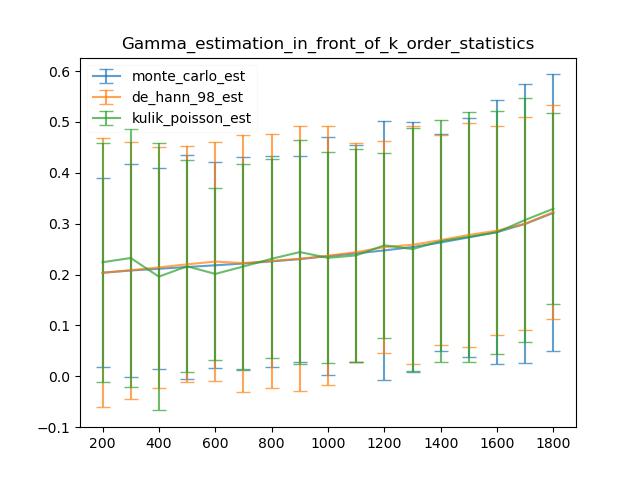 Gamma_estimation_in_front_of_k_order_statistics
monte_carlo_est
de_hann_98_est
kulik_poisson_est
0.6
0.5
0.4
0.3
0.2
0.1
0.0
−0.1
200 400 600 800 1000 1200 1400 1600 1800